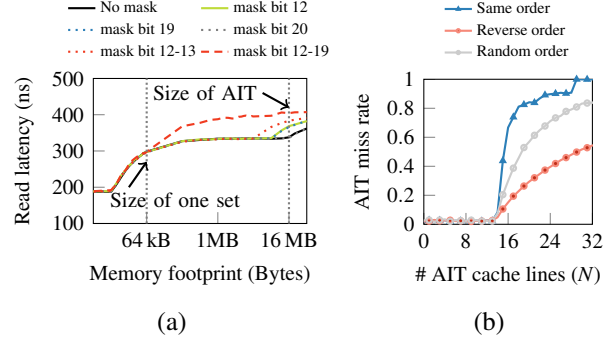 No mask
mask bit 12
mask bit 19
mask bit 20
mask bit 12-13
mask bit 12-19
Read latency (ns)
500
400
300
200
100
Size of AIT
Size of one set
64 kB
1 MB
16 MB
Memory footprint (Bytes)
(a)
Same order
Reverse order
Random order
AIT miss rate
1
0.8
0.6
0.4
0.2
0
0
8
16
24
32
# AIT cache lines (N)
(b)